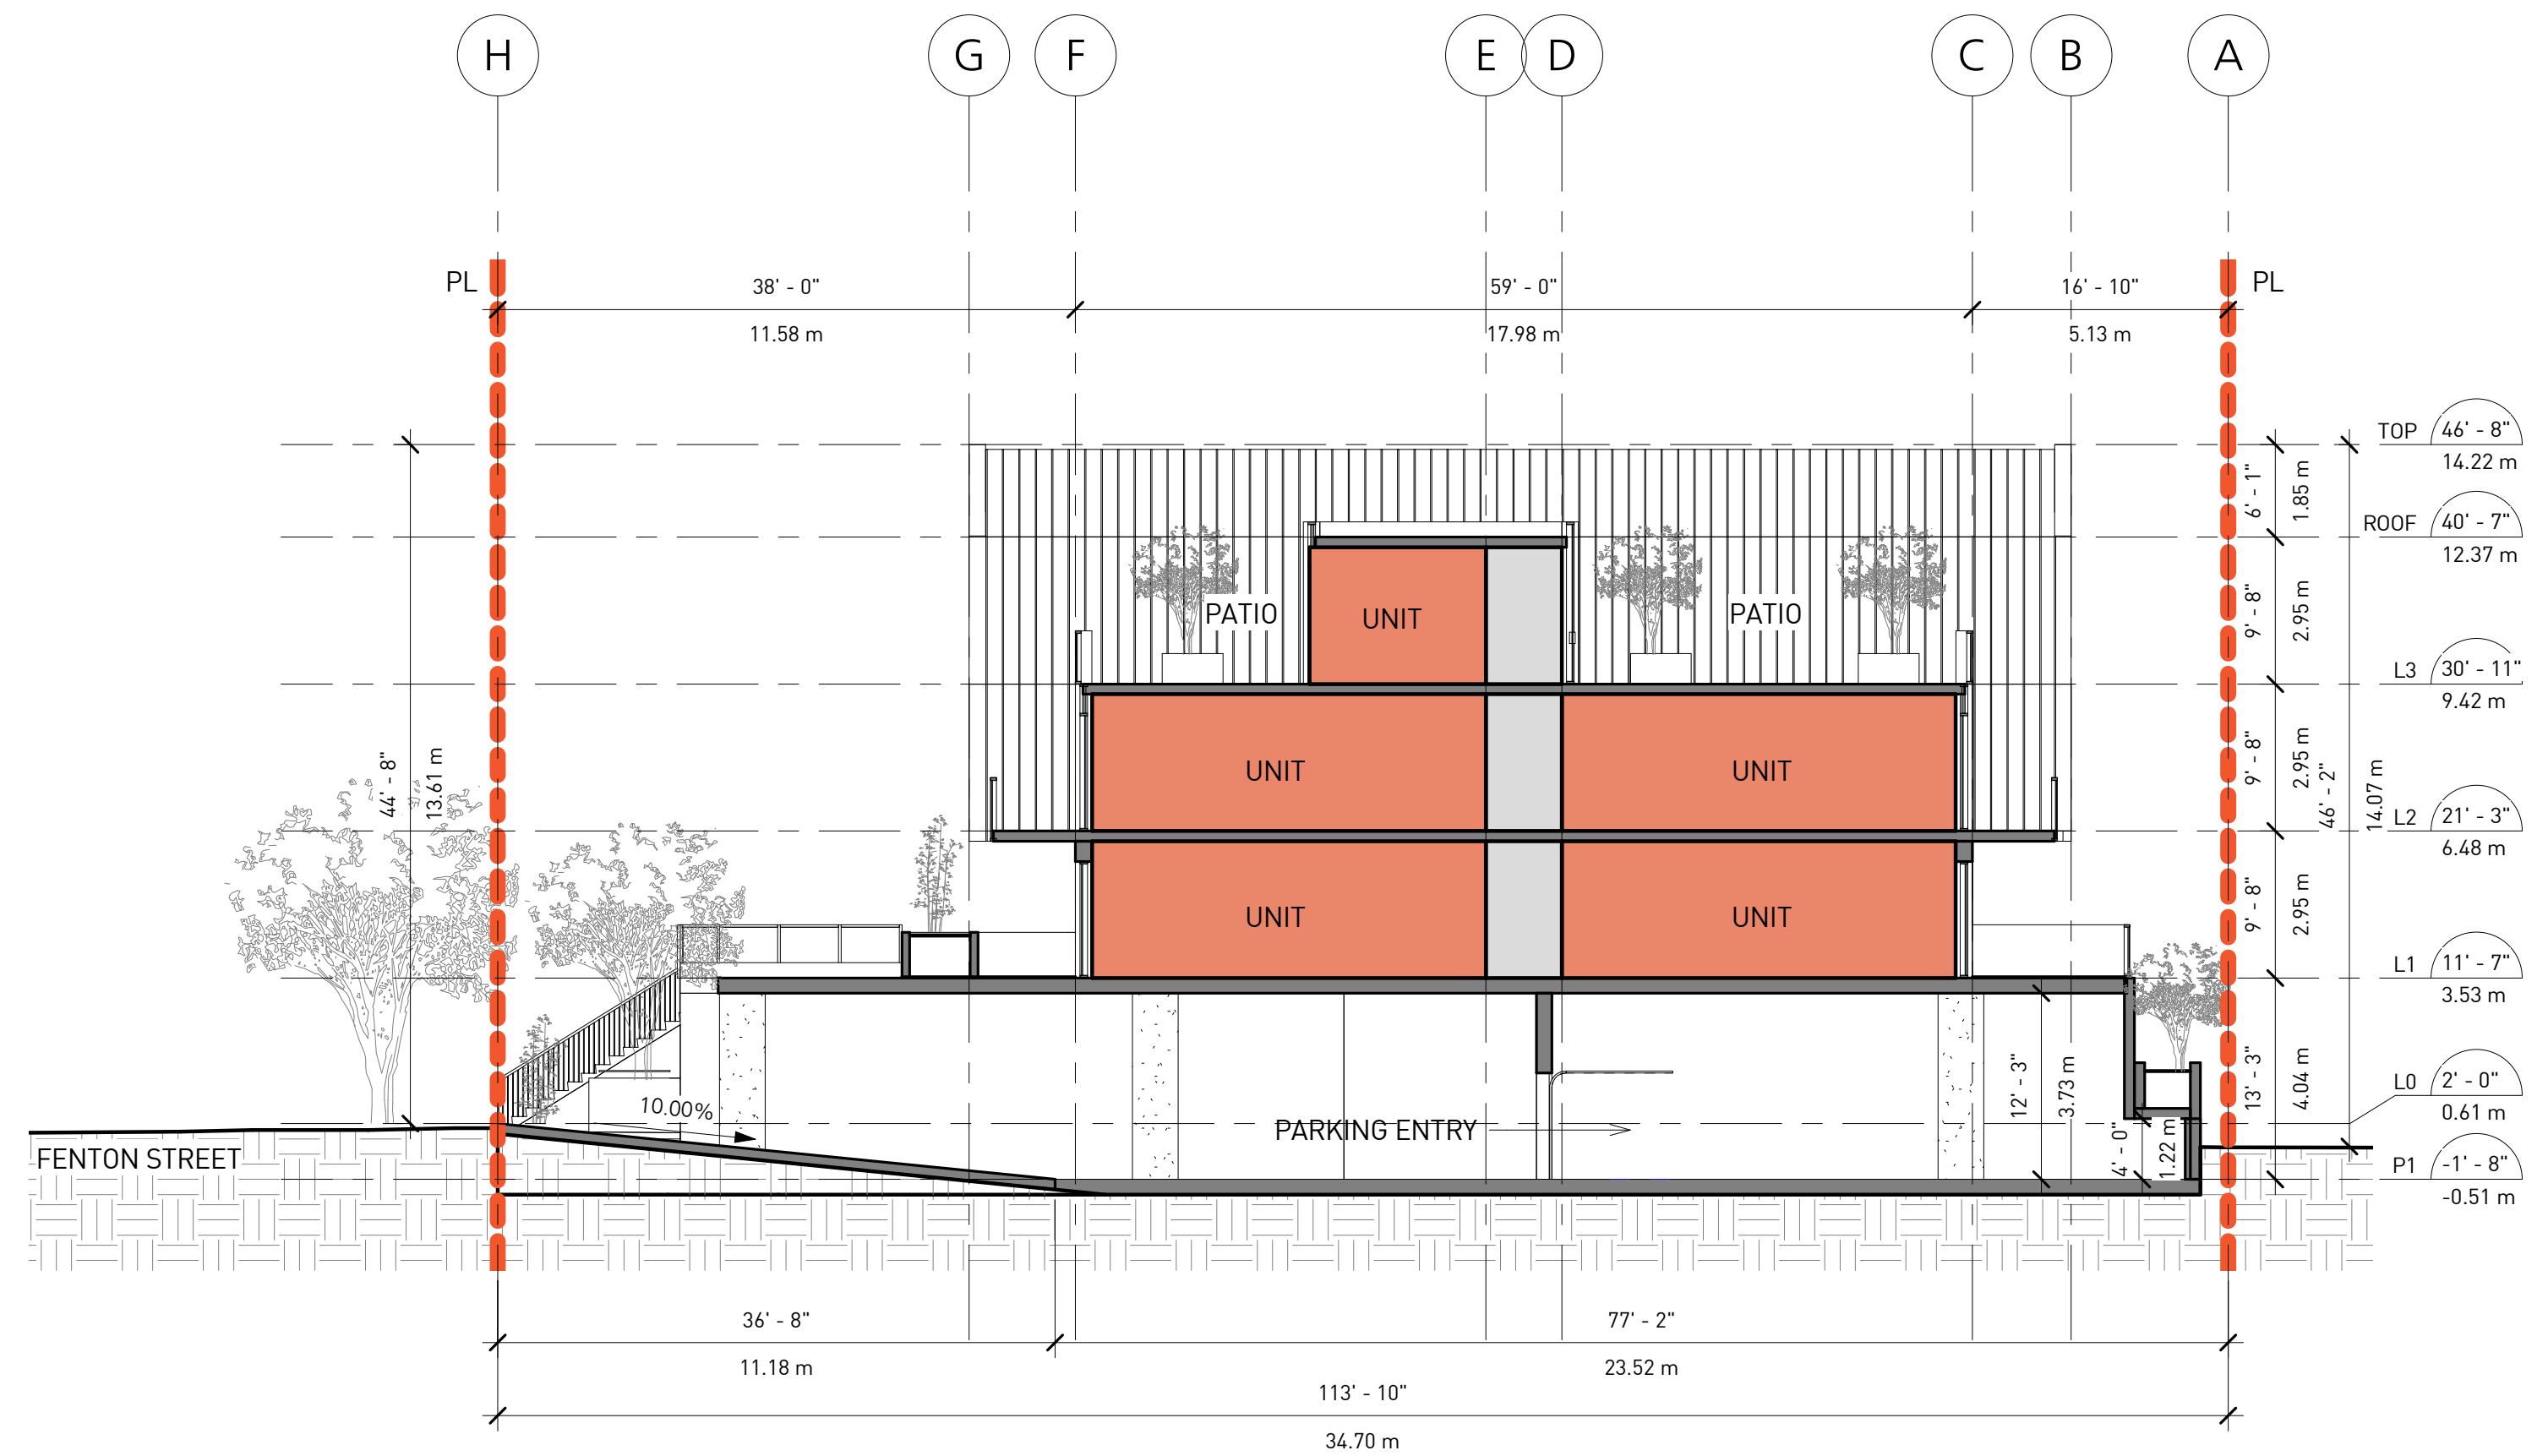 H G F E D C B A
PL
38' - 0"
59' - 0"
16' - 10"
PL
11.58 m
17.98 m
5.13 m
TOP 46' - 8"
14.22 m
6' - 1"
1.85 m
ROOF 40' - 7"
12.37 m
9' - 8"
2.95 m
PATIO
UNIT
PATIO
L3 30' - 11"
9.42 m
44' - 8"
13.61 m
UNIT
UNIT
9' - 8"
2.95 m
46' - 2"
14.07 m
L2 21' - 3"
6.48 m
UNIT
UNIT
9' - 8"
2.95 m
L1 11' - 7"
3.53 m
12' - 3"
3.73 m
13' - 3"
4.04 m
L0 2' - 0"
0.61 m
10.00%
PARKING ENTRY
4' - 0"
1.22 m
FENTON STREET
P1 -1' - 8"
-0.51 m
36' - 8"
77' - 2"
11.18 m
23.52 m
113' - 10"
34.70 m